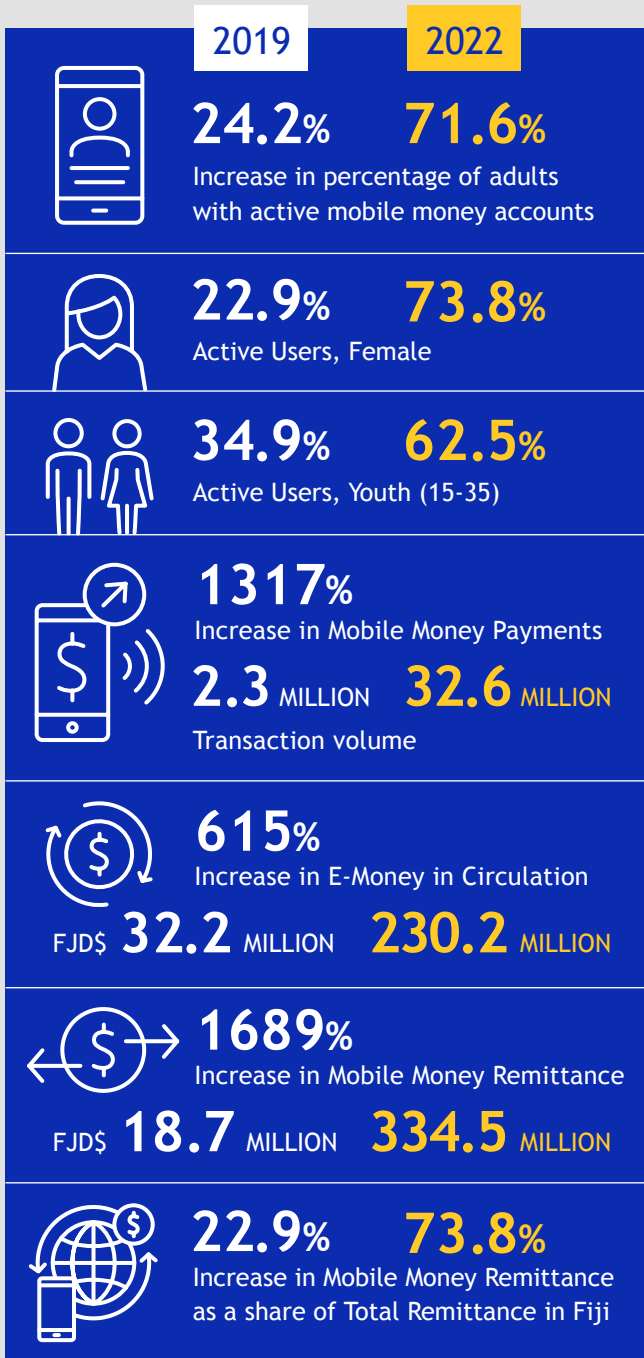 2019 2022
24.2% 71.6%
Increase in percentage of adults
with active mobile money accounts
22.9% 73.8%
Active Users, Female
34.9% 62.5%
Active Users, Youth (15-35)
$
1317%
Increase in Mobile Money Payments
2.3 MILLION 32.6 MILLION
Transaction volume
$
615%
Increase in E-Money in Circulation
FJD$ 32.2 MILLION 230.2 MILLION
$
1689%
Increase in Mobile Money Remittance
FJD$ 18.7 MILLION 334.5 MILLION
$
22.9% 73.8%
Increase in Mobile Money Remittance
as a share of Total Remittance in Fiji